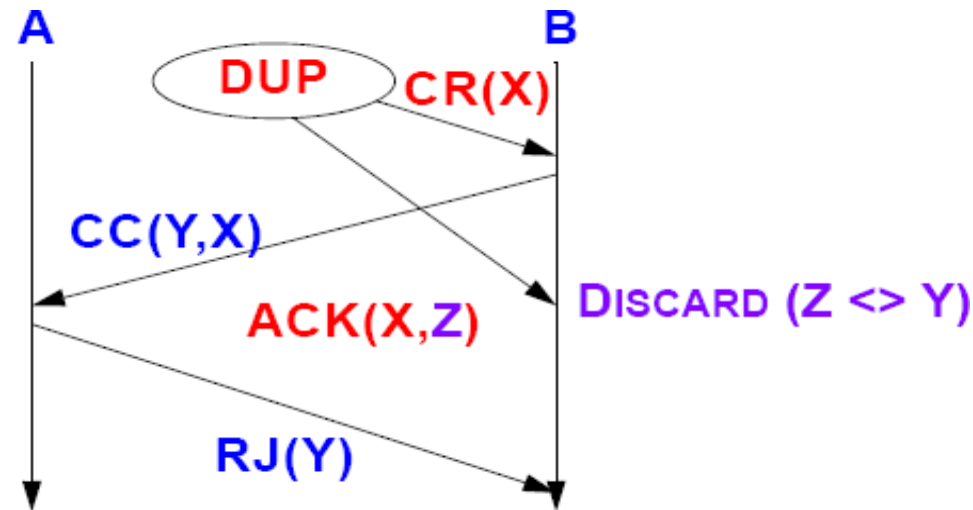 A
B
DUP
CR(X)
CC(Y,X)
ACK(X,Z)
DISCARD (Z <> Y)
RJ(Y)